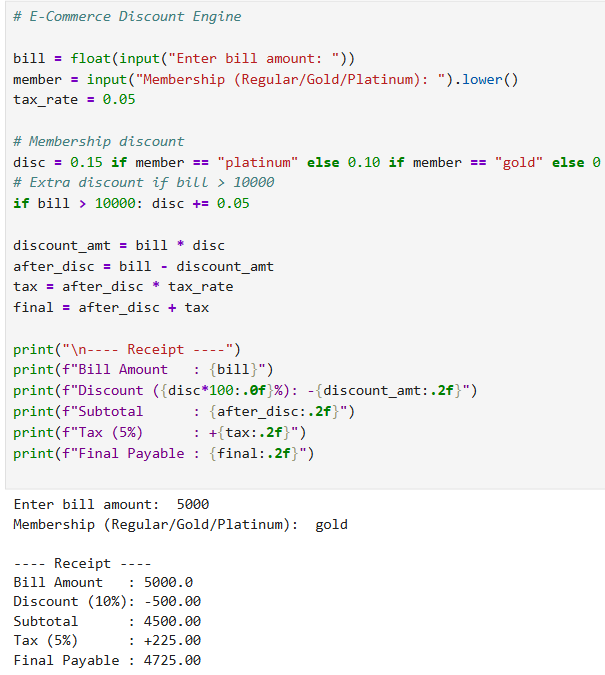 # E-Commerce Discount Engine
bill = float(input("Enter bill amount: "))
member = input("Membership (Regular/Gold/Platinum): ").lower()
tax_rate = 0.05
# Membership discount
disc = 0.15 if member == "platinum" else 0.10 if member == "gold" else 0
# Extra discount if bill > 10000
if bill > 10000: disc += 0.05
discount_amt = bill * disc
after_disc = bill - discount_amt
tax = after_disc * tax_rate
final = after_disc + tax
print("\n---- Receipt ----")
print(f"Bill Amount   : {bill}")
print(f"Discount ({disc*100:.0f}%): -{discount_amt:.2f}")
print(f"Subtotal      : {after_disc:.2f}")
print(f"Tax (5%)      : +{tax:.2f}")
print(f"Final Payable : {final:.2f}")
Enter bill amount:  5000
Membership (Regular/Gold/Platinum):  gold
---- Receipt ----
Bill Amount   : 5000.0
Discount (10%): -500.00
Subtotal      : 4500.00
Tax (5%)      : +225.00
Final Payable : 4725.00